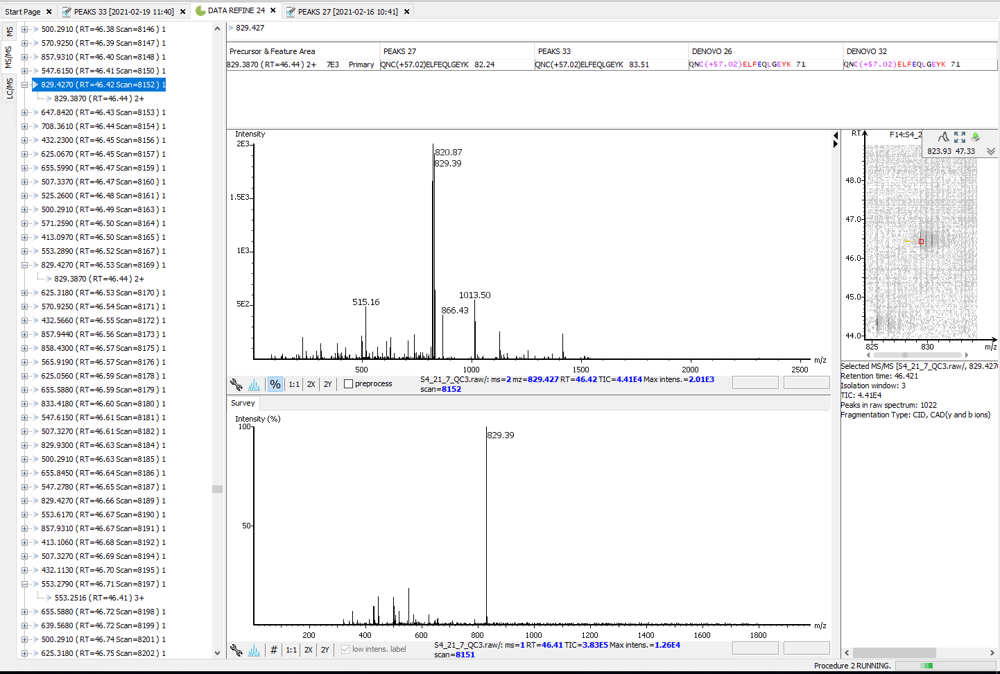 Start Page
PEAKS 33 [2021-02-19 11:40]
DATA REFINE 24
PEAKS 27 [2021-02-16 10:41]
MS
MS/MS
LC/MS
500.2910 ( RT=46.38 Scan=8146 ) 1
570.9250 ( RT=46.39 Scan=8147 ) 1
857.9310 ( RT=46.40 Scan=8148 ) 1
547.6150 ( RT=46.41 Scan=8150 ) 1
829.4270 ( RT=46.42 Scan=8152 ) 1
829.3870 ( RT=46.44 ) 2+
647.8420 ( RT=46.43 Scan=8153 ) 1
708.3610 ( RT=46.44 Scan=8154 ) 1
432.2300 ( RT=46.45 Scan=8156 ) 1
625.0670 ( RT=46.45 Scan=8157 ) 1
655.5990 ( RT=46.47 Scan=8159 ) 1
507.3370 ( RT=46.47 Scan=8160 ) 1
525.2600 ( RT=46.48 Scan=8161 ) 1
500.2910 ( RT=46.49 Scan=8163 ) 1
571.2590 ( RT=46.50 Scan=8164 ) 1
413.0970 ( RT=46.50 Scan=8165 ) 1
553.2890 ( RT=46.52 Scan=8167 ) 1
829.4270 ( RT=46.53 Scan=8169 ) 1
829.3870 ( RT=46.44 ) 2+
625.3180 ( RT=46.53 Scan=8170 ) 1
570.9250 ( RT=46.54 Scan=8171 ) 1
432.5660 ( RT=46.55 Scan=8172 ) 1
857.9440 ( RT=46.56 Scan=8173 ) 1
858.4300 ( RT=46.57 Scan=8175 ) 1
565.9190 ( RT=46.57 Scan=8176 ) 1
625.0560 ( RT=46.59 Scan=8178 ) 1
655.5880 ( RT=46.59 Scan=8179 ) 1
833.4180 ( RT=46.60 Scan=8180 ) 1
547.6150 ( RT=46.61 Scan=8181 ) 1
507.3270 ( RT=46.61 Scan=8182 ) 1
829.9300 ( RT=46.63 Scan=8184 ) 1
500.2910 ( RT=46.63 Scan=8185 ) 1
655.8450 ( RT=46.64 Scan=8186 ) 1
547.2780 ( RT=46.65 Scan=8187 ) 1
829.4270 ( RT=46.66 Scan=8189 ) 1
553.6170 ( RT=46.67 Scan=8190 ) 1
857.9310 ( RT=46.67 Scan=8191 ) 1
413.1060 ( RT=46.68 Scan=8192 ) 1
507.3270 ( RT=46.69 Scan=8194 ) 1
432.1130 ( RT=46.70 Scan=8195 ) 1
553.2790 ( RT=46.71 Scan=8197 ) 1
553.2516 ( RT=46.41 ) 3+
655.5880 ( RT=46.72 Scan=8198 ) 1
639.5680 ( RT=46.72 Scan=8199 ) 1
500.2910 ( RT=46.74 Scan=8201 ) 1
625.3180 ( RT=46.75 Scan=8202 ) 1
829.427
Precursor & Feature Area PEAKS 27 PEAKS 33 DENOVO 26 DENOVO 32
829.3870 (RT=46.44) 2+ 7E3 Primary QNC(+57.02)ELFEQLGEYK 82.24 QNC(+57.02)ELFEQLGEYK 83.51 QNC(+57.02)ELFEQLGEYK 71 QNC(+57.02)ELFEQLGEYK 71
Intensity
2E3
820.87
829.39
1.5E3
1E3
5E2
515.16
1013.50
866.43
500 1000 1500 2000 2500 m/z
% 1:1 2X 2Y preprocess
S4_21_7_QC3.raw/: ms=2 mz=829.427 RT=46.42 TIC=4.41E4 Max intens.=2.01E3
scan=8152
Survey
Intensity (%)
100
829.39
50
200 400 600 800 1000 1200 1400 1600 1800 m/z
# 1:1 2X 2Y low intens. label
S4_21_7_QC3.raw/: ms=1 RT=46.41 TIC=3.83E5 Max intens.=1.26E4
scan=8151
RT
F14:S4_2
823.93 47.33
48.0
47.0
46.0
45.0
44.0
825 830 m/z
Selected MS/MS [S4_21_7_QC3.raw/, 829.427
Retention time: 46.421
Isolation window: 3
TIC: 4.41E4
Peaks in raw spectrum: 1022
Fragmentation Type: CID, CAD(y and b ions)
Procedure 2 RUNNING.